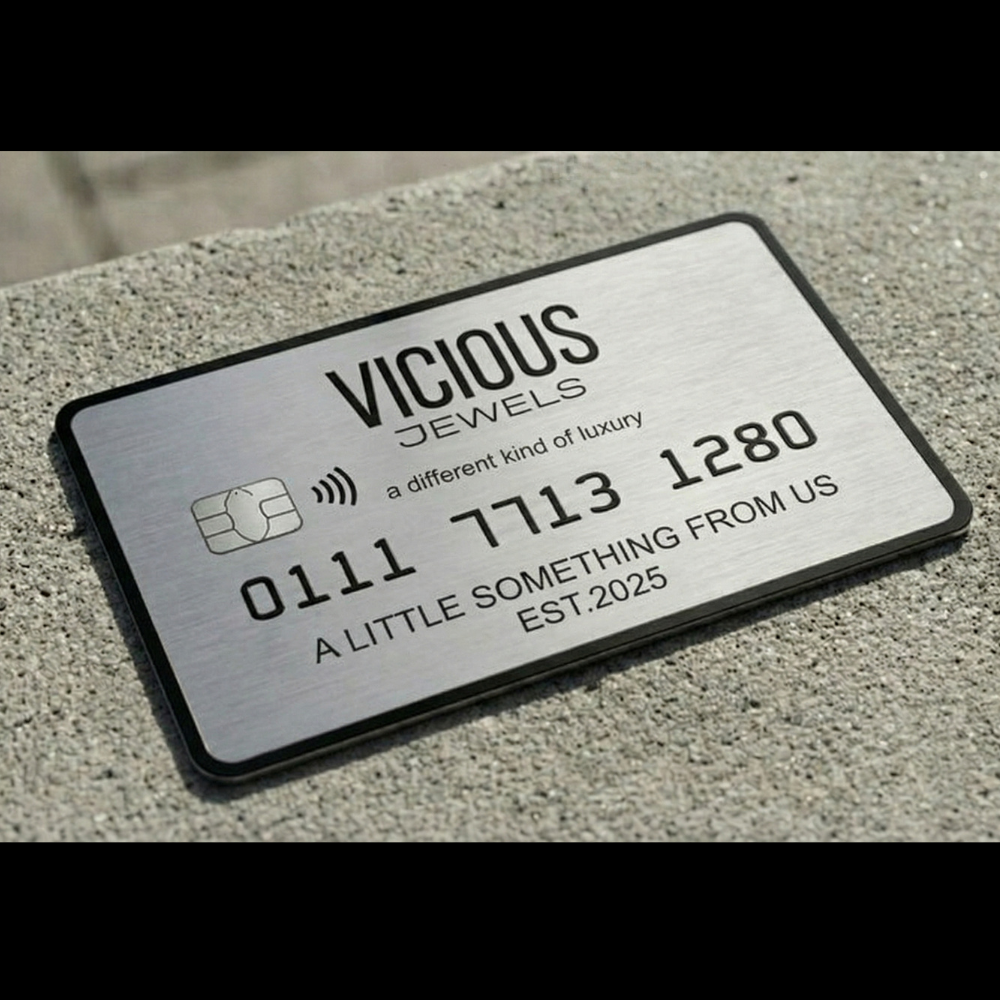 VICIOUS
JEWELS
a different kind of luxury
0111 7713 1280
A LITTLE SOMETHING FROM US
EST.2025